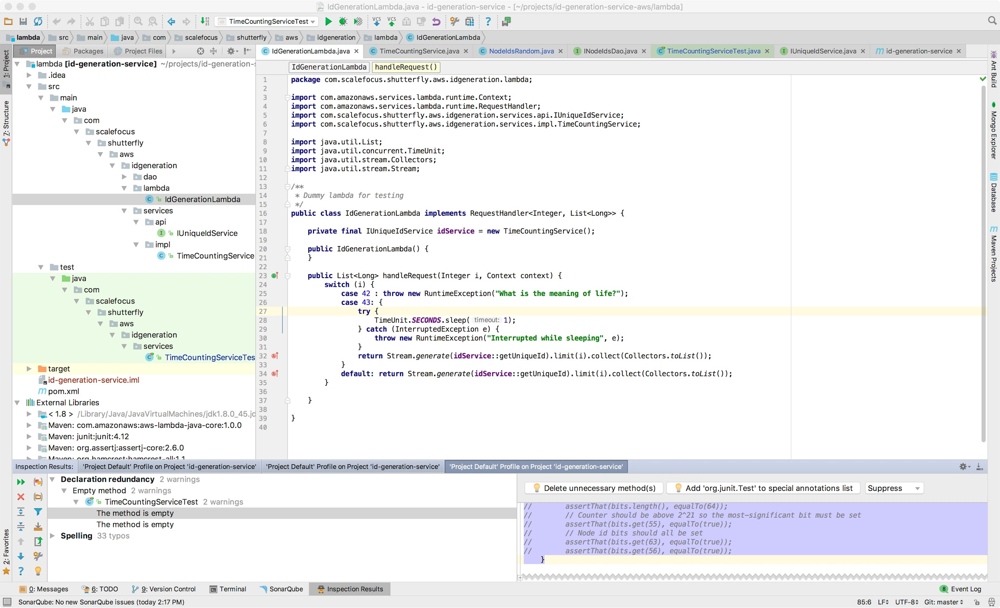 IdGenerationLambda.java - id-generation-service - [~/projects/id-generation-service-aws/lambda]
TimeCountingServiceTest
VCS VCS
lambda src main java com scalefocus shutterfly aws idgeneration lambda IdGenerationLambda
Project Packages Project Files
IdGenerationLambda.java TimeCountingService.java NodeIdsRandom.java INodeIdsDao.java TimeCountingServiceTest.java IUniqueIdService.java id-generation-service
1: Project
7: Structure
2: Favorites
lambda [id-generation-service] ~/projects/id-generation-s
.idea
src
main
java
com
scalefocus
shutterfly
aws
idgeneration
dao
lambda
IdGenerationLambda
services
api
IUniqueIdService
impl
TimeCountingService
test
java
com
scalefocus
shutterfly
aws
idgeneration
services
TimeCountingServiceTes
target
id-generation-service.iml
pom.xml
External Libraries
< 1.8 > /Library/Java/JavaVirtualMachines/jdk1.8.0_45.jd
Maven: com.amazonaws:aws-lambda-java-core:1.0.0
Maven: junit:junit:4.12
Maven: org.assertj:assertj-core:2.6.0
Maven: org.hamcrest:hamcrest-all:1.1
IdGenerationLambda handleRequest()
1 package com.scalefocus.shutterfly.aws.idgeneration.lambda;
2
3 import com.amazonaws.services.lambda.runtime.Context;
4 import com.amazonaws.services.lambda.runtime.RequestHandler;
5 import com.scalefocus.shutterfly.aws.idgeneration.services.api.IUniqueIdService;
6 import com.scalefocus.shutterfly.aws.idgeneration.services.impl.TimeCountingService;
7
8 import java.util.List;
9 import java.util.concurrent.TimeUnit;
10 import java.util.stream.Collectors;
11 import java.util.stream.Stream;
12
13 /**
14 * Dummy lambda for testing
15 */
16 public class IdGenerationLambda implements RequestHandler<Integer, List<Long>> {
17
18 private final IUniqueIdService idService = new TimeCountingService();
19
20 public IdGenerationLambda() {
21 }
22
23 public List<Long> handleRequest(Integer i, Context context) {
24 switch (i) {
25 case 42 : throw new RuntimeException("What is the meaning of life?");
26 case 43: {
27 try {
28 TimeUnit.SECONDS.sleep( timeout: 1);
29 } catch (InterruptedException e) {
30 throw new RuntimeException("Interrupted while sleeping", e);
31 }
32 return Stream.generate(idService::getUniqueId).limit(i).collect(Collectors.toList());
33 }
34 default: return Stream.generate(idService::getUniqueId).limit(i).collect(Collectors.toList());
35 }
36
37 }
38
39 }
40
Ant Build
Mongo Explorer
Database
Maven Projects
Inspection Results: 'Project Default' Profile on Project 'id-generation-service' 'Project Default' Profile on Project 'id-generation-service' 'Project Default' Profile on Project 'id-generation-service'
Declaration redundancy 2 warnings
Empty method 2 warnings
TimeCountingServiceTest 2 warnings
The method is empty
The method is empty
Spelling 33 typos
Delete unnecessary method(s) Add 'org.junit.Test' to special annotations list Suppress
// assertThat(bits.length(), equalTo(64));
// // Counter should be above 2^21 so the most-significant bit must be set
// assertThat(bits.get(55), equalTo(true));
// // Node id bits should all be set
// assertThat(bits.get(63), equalTo(true));
// assertThat(bits.get(56), equalTo(true));
}
0: Messages 6: TODO 9: Version Control Terminal SonarQube Inspection Results 8 Event Log
SonarQube: No new SonarQube issues (today 2:17 PM) 85:6 LF UTF-8 Git: master